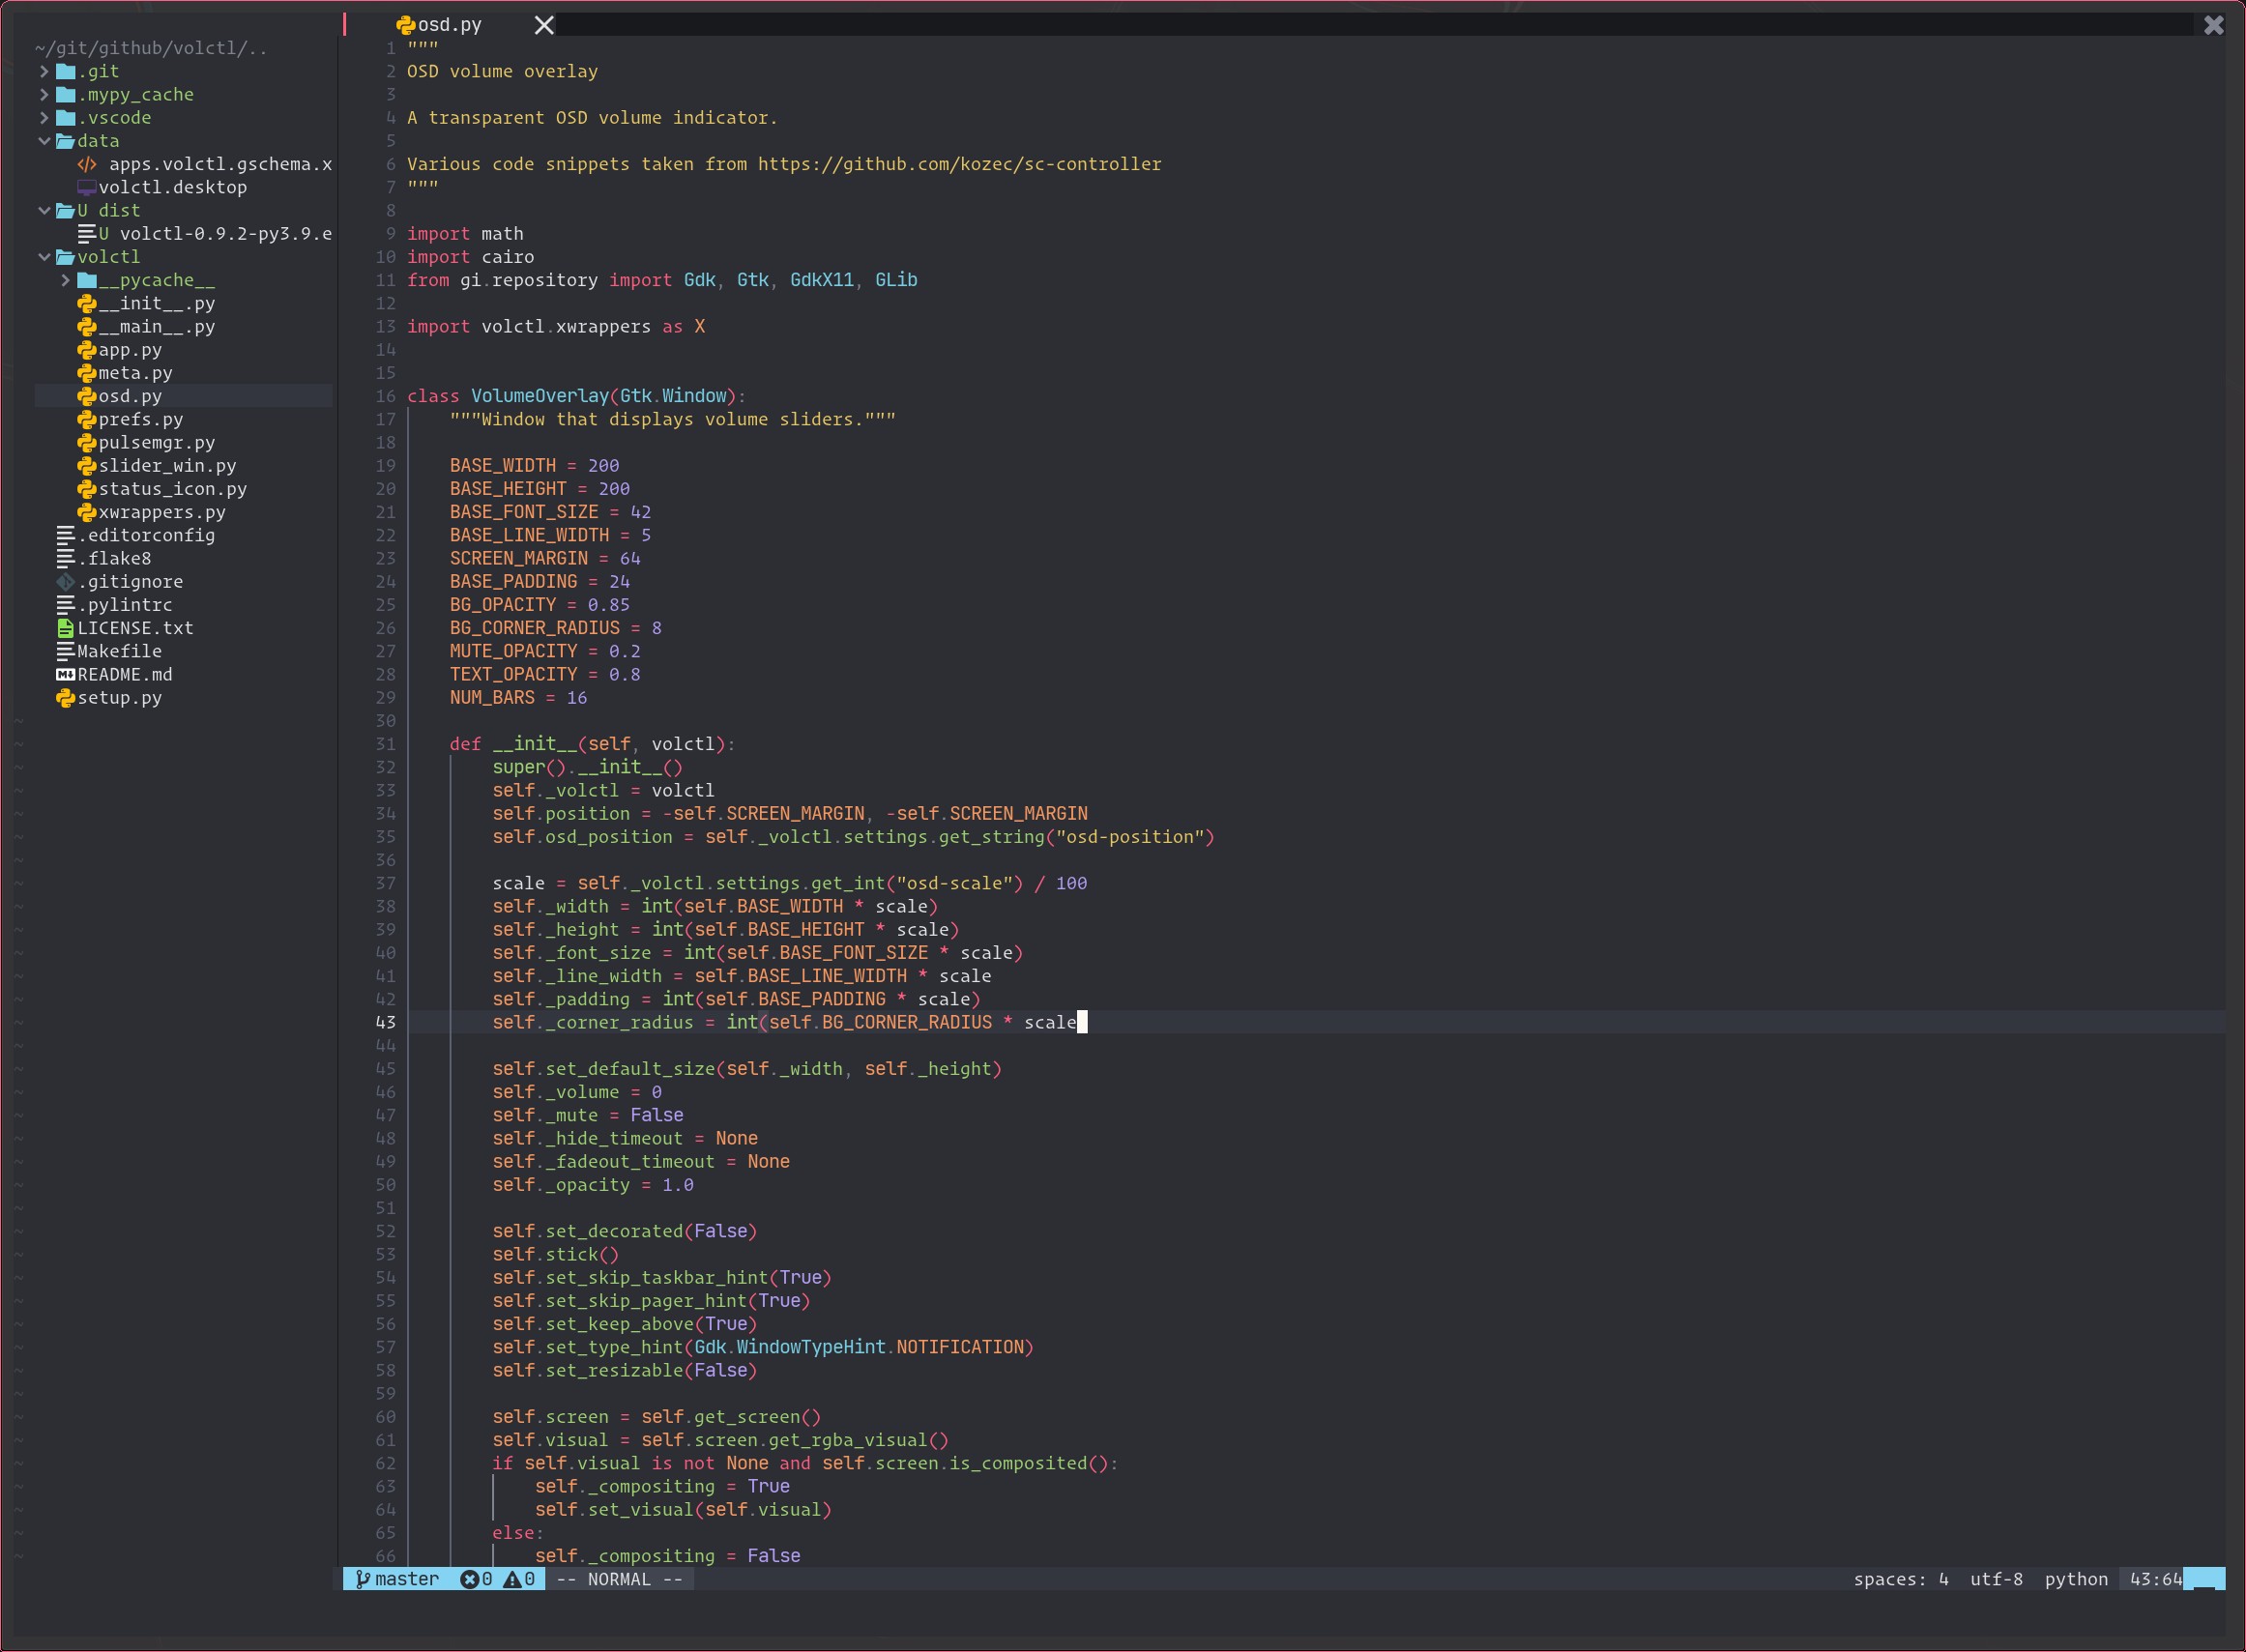 osd.py
~/git/github/volctl/..
.git
.mypy_cache
.vscode
data
apps.volctl.gschema.x
volctl.desktop
U dist
U volctl-0.9.2-py3.9.e
volctl
__pycache__
__init__.py
__main__.py
app.py
meta.py
osd.py
prefs.py
pulsemgr.py
slider_win.py
status_icon.py
xwrappers.py
.editorconfig
.flake8
.gitignore
.pylintrc
LICENSE.txt
Makefile
README.md
setup.py
1 """
2 OSD volume overlay
3
4 A transparent OSD volume indicator.
5
6 Various code snippets taken from https://github.com/kozec/sc-controller
7 """
8
9 import math
10 import cairo
11 from gi.repository import Gdk, Gtk, GdkX11, GLib
12
13 import volctl.xwrappers as X
14
15
16 class VolumeOverlay(Gtk.Window):
17     """Window that displays volume sliders."""
18
19     BASE_WIDTH = 200
20     BASE_HEIGHT = 200
21     BASE_FONT_SIZE = 42
22     BASE_LINE_WIDTH = 5
23     SCREEN_MARGIN = 64
24     BASE_PADDING = 24
25     BG_OPACITY = 0.85
26     BG_CORNER_RADIUS = 8
27     MUTE_OPACITY = 0.2
28     TEXT_OPACITY = 0.8
29     NUM_BARS = 16
30
31     def __init__(self, volctl):
32         super().__init__()
33         self._volctl = volctl
34         self.position = -self.SCREEN_MARGIN, -self.SCREEN_MARGIN
35         self.osd_position = self._volctl.settings.get_string("osd-position")
36
37         scale = self._volctl.settings.get_int("osd-scale") / 100
38         self._width = int(self.BASE_WIDTH * scale)
39         self._height = int(self.BASE_HEIGHT * scale)
40         self._font_size = int(self.BASE_FONT_SIZE * scale)
41         self._line_width = self.BASE_LINE_WIDTH * scale
42         self._padding = int(self.BASE_PADDING * scale)
43         self._corner_radius = int(self.BG_CORNER_RADIUS * scale
44
45         self.set_default_size(self._width, self._height)
46         self._volume = 0
47         self._mute = False
48         self._hide_timeout = None
49         self._fadeout_timeout = None
50         self._opacity = 1.0
51
52         self.set_decorated(False)
53         self.stick()
54         self.set_skip_taskbar_hint(True)
55         self.set_skip_pager_hint(True)
56         self.set_keep_above(True)
57         self.set_type_hint(Gdk.WindowTypeHint.NOTIFICATION)
58         self.set_resizable(False)
59
60         self.screen = self.get_screen()
61         self.visual = self.screen.get_rgba_visual()
62         if self.visual is not None and self.screen.is_composited():
63             self._compositing = True
64             self.set_visual(self.visual)
65         else:
66             self._compositing = False
master 0 0 -- NORMAL -- spaces: 4 utf-8 python 43:64